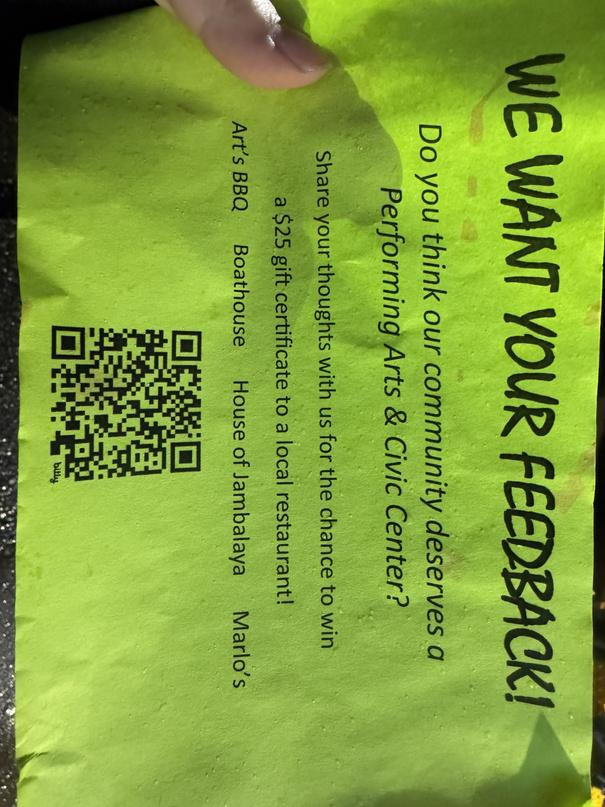 WE WANT YOUR FEEDBACK!
Do you think our community deserves a
Performing Arts & Civic Center?
Share your thoughts with us for the chance to win
a $25 gift certificate to a local restaurant!
Art's BBQ Boathouse House of Jambalaya Marlo's
bitly